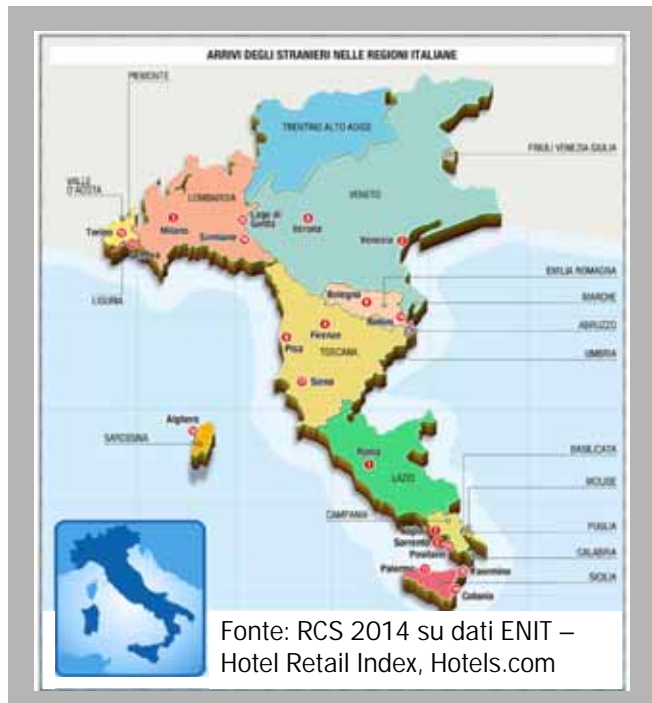 ARRIVI DEGLI STRANIERI NELLE REGIONI ITALIANE
PIEMONTE
TRENTINO ALTO ADIGE
FRIULI VENEZIA GIULIA
VALLE
D'AOSTA
LOMBARDIA
VENETO
Lago di
Garda
Torino
Milano
Sirmione
Verona
Venezia
Genova
EMILIA ROMAGNA
LIGURIA
Bologna
MARCHE
Rimini
Firenze
ABRUZZO
Pisa
TOSCANA
UMBRIA
Siena
Alghero
SARDEGNA
Roma
LAZIO
BASILICATA
MOLISE
CAMPANIA
PUGLIA
Napoli
Sorrento
Positano
CALABRIA
Palermo
Taormina
SICILIA
Catania
Fonte: RCS 2014 su dati ENIT –
Hotel Retail Index, Hotels.com